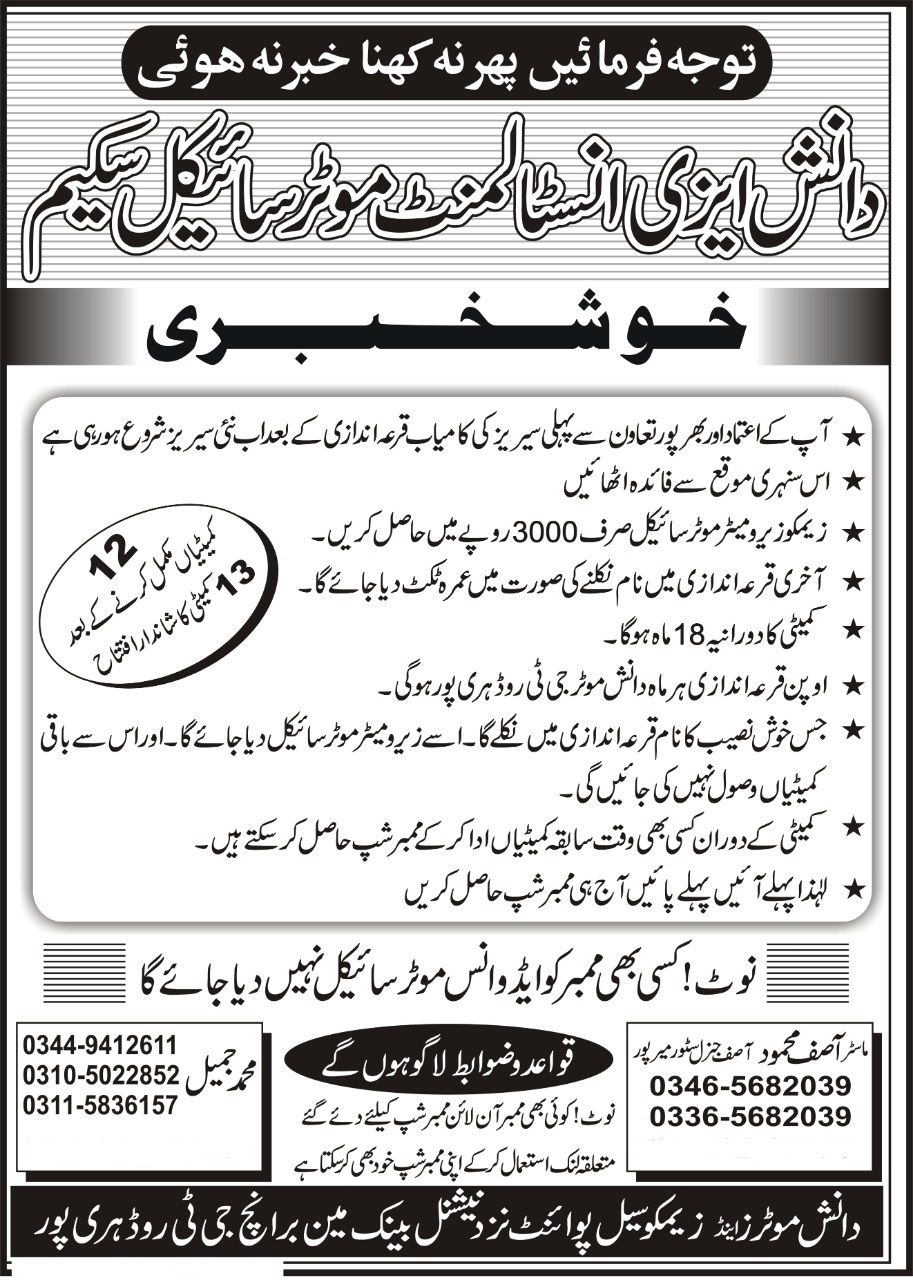 توجہ فرمائیں پھر نہ کہنا خبر نہ ہوئی
دانش ایزی انسٹالمنٹ موٹر سائیکل سکیم
خوشخبری
★ آپ کے اعتماد اور بھرپور تعاون سے پہلی سیریز کی کامیاب قرعہ اندازی کے بعد اب نئی سیریز شروع ہو رہی ہے
★ اس سنہری موقع سے فائدہ اٹھائیں
★ زیمکو زیرو میٹر موٹر سائیکل صرف 3000 روپے میں حاصل کریں۔
★ آخری قرعہ اندازی میں نام نکلنے کی صورت میں عمرہ ٹکٹ دیا جائے گا۔
★ کمیٹی کا دورانیہ 18 ماہ ہوگا۔
★ اوپن قرعہ اندازی ہر ماہ دانش موٹر جی ٹی روڈ ہری پور ہوگی۔
★ جس خوش نصیب کا نام قرعہ اندازی میں نکلے گا۔ اسے زیرو میٹر موٹر سائیکل دیا جائے گا۔ اور اس سے باقی
کمیٹیاں وصول نہیں کی جائیں گی۔
★ کمیٹی کے دوران کسی بھی وقت سابقہ کمیٹیاں ادا کر کے ممبر شپ حاصل کر سکتے ہیں۔
★ لہٰذا پہلے آئیں پہلے پائیں آج ہی ممبر شپ حاصل کریں
12
کمیٹیاں مکمل کرنے کے بعد
13 کمیٹی کا شاندار افتتاح
نوٹ! کسی بھی ممبر کو ایڈوانس موٹر سائیکل نہیں دیا جائے گا
ماسٹر آصف محمود آصف جنرل سٹور میرپور
0346-5682039
0336-5682039
قواعد و ضوابط لاگو ہوں گے
نوٹ! کوئی بھی ممبر آن لائن ممبر شپ کیلئے دئے گئے
متعلقہ لنک استعمال کر کے اپنی ممبر شپ خود بھی کر سکتا ہے
محمد جمیل
0344-9412611
0310-5022852
0311-5836157
دانش موٹرز اینڈ زیمکو سیل پوائنٹ نزد نیشنل بینک مین برانچ جی ٹی روڈ ہری پور